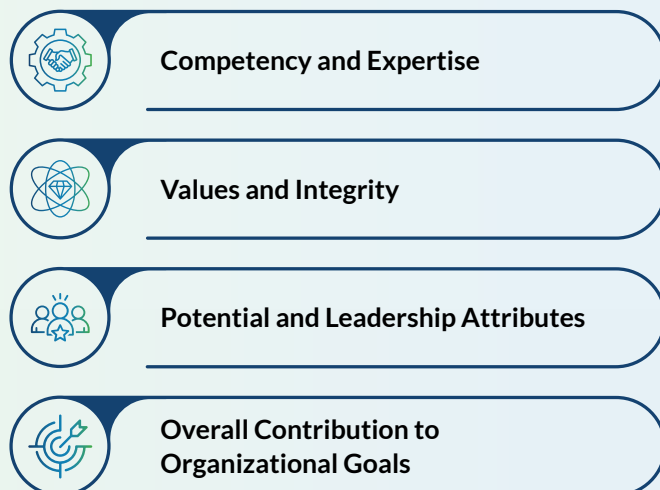 Competency and Expertise
Values and Integrity
Potential and Leadership Attributes
Overall Contribution to
Organizational Goals